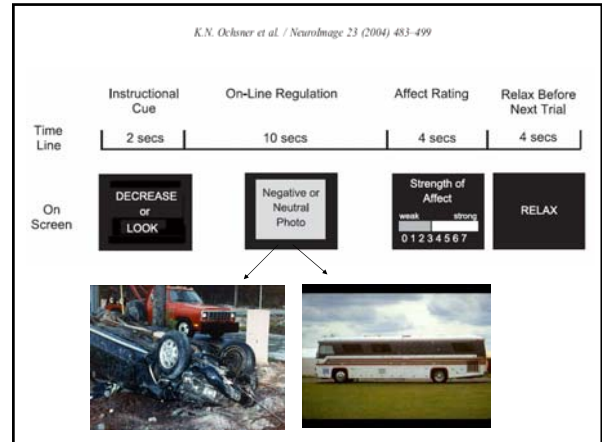 K.N. Ochsner et al. / NeuroImage 23 (2004) 483–499
Instructional
Cue
On-Line Regulation
Affect Rating
Relax Before
Next Trial
Time
Line
2 secs
10 secs
4 secs
4 secs
On
Screen
DECREASE
or
LOOK
Negative or
Neutral
Photo
Strength of
Affect
weak strong
0 1 2 3 4 5 6 7
RELAX